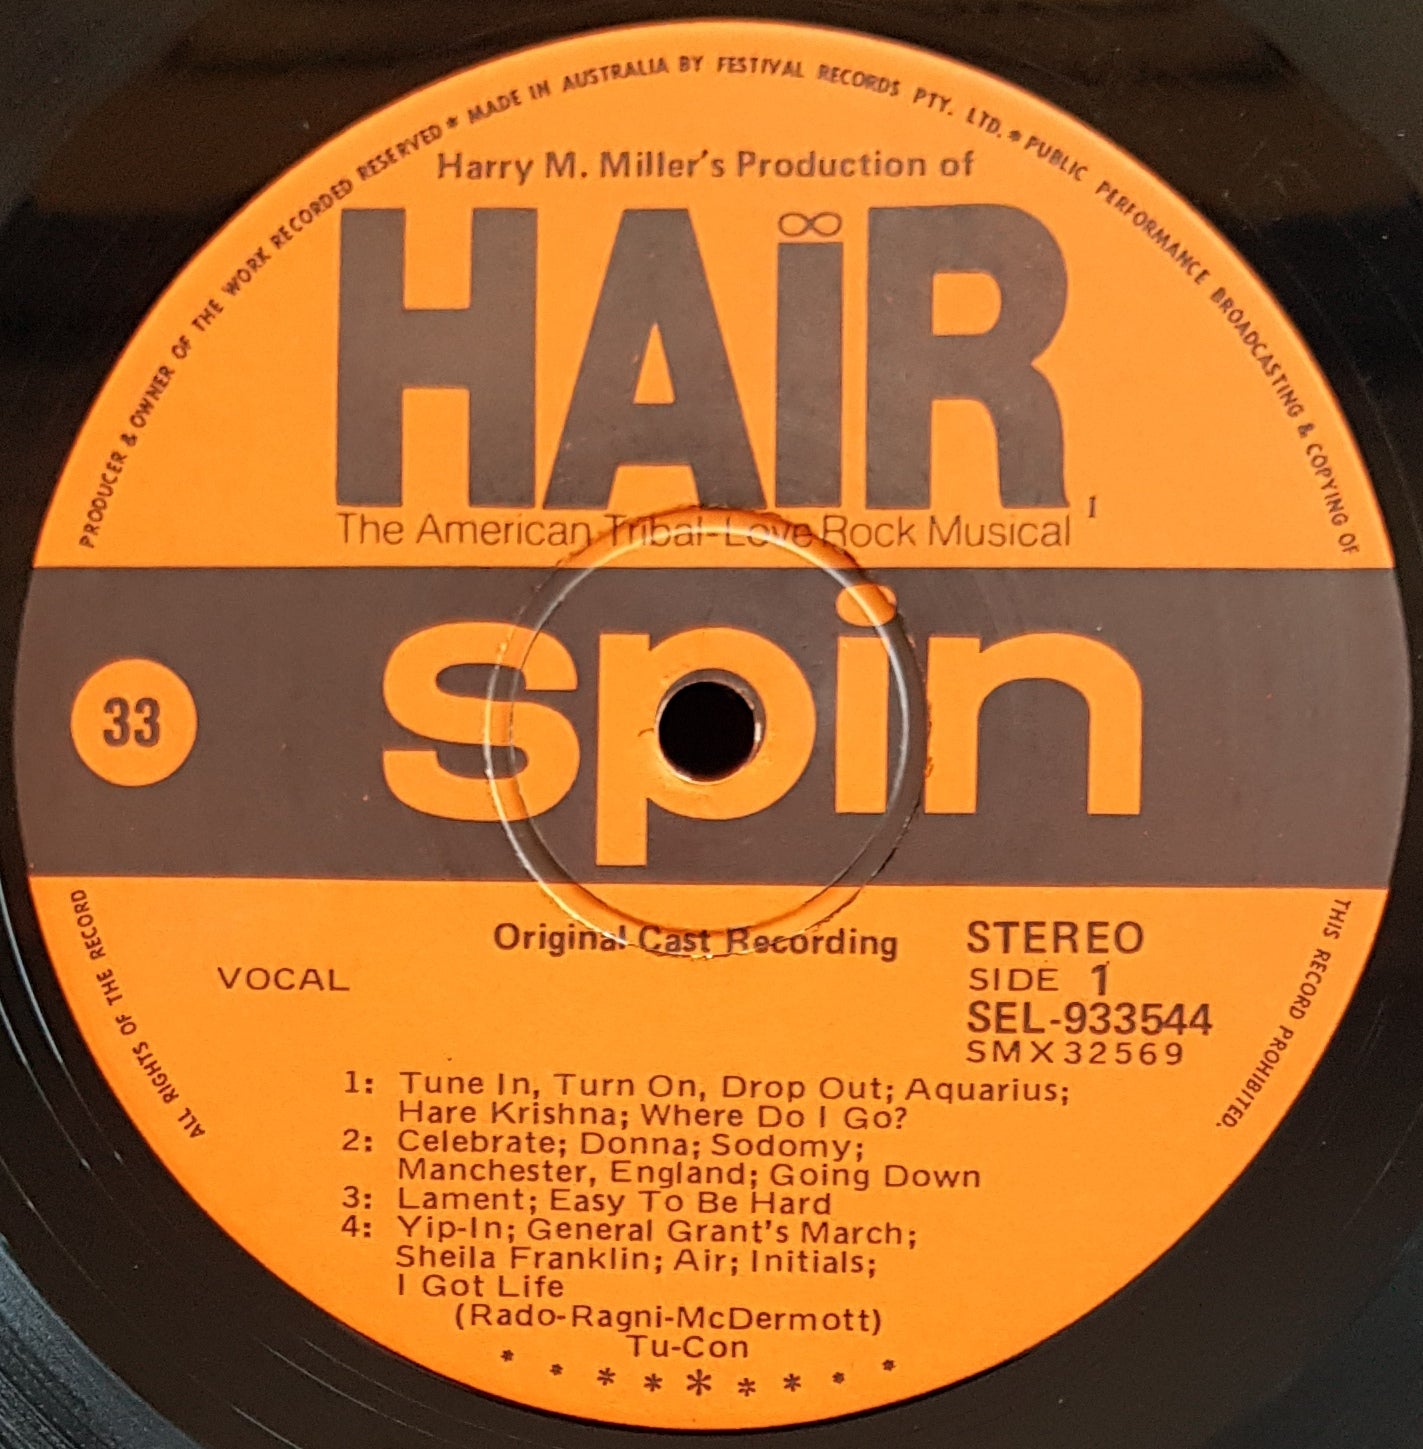 PRODUCER & OWNER OF THE WORK RECORDED RESERVED * MADE IN AUSTRALIA BY FESTIVAL RECORDS PTY. LTD. * PUBLIC PERFORMANCE BROADCASTING & COPYING OF
Harry M. Miller's Production of
HAIR
The American Tribal-Love Rock Musical
1
33
spin
Original Cast Recording
STEREO
VOCAL
SIDE 1
SEL-933544
SMX32569
1: Tune In, Turn On, Drop Out; Aquarius;
Hare Krishna; Where Do I Go?
2: Celebrate; Donna; Sodomy;
Manchester, England; Going Down
3: Lament; Easy To Be Hard
4: Yip-In; General Grant's March;
Sheila Franklin; Air; Initials;
I Got Life
(Rado-Ragni-McDermott)
Tu-Con
* * * * * * * * *
ALL RIGHTS OF THE RECORD
THIS RECORD PROHIBITED.